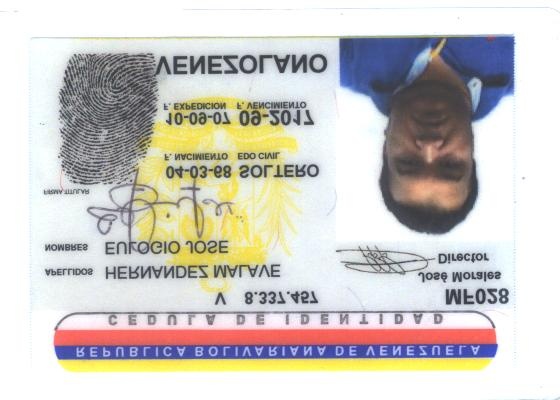 REPUBLICA BOLIVARIANA DE VENEZUELA
CEDULA DE IDENTIDAD
V 8.337.457 MF028
APELLIDOS HERNANDEZ MALAVE José Morales
NOMBRES EULOGIO JOSE Director
FIRMA TITULAR
04-03-68 SOLTERO
F. NACIMIENTO EDO CIVIL
10-09-07 09-2017
F. EXPEDICION F. VENCIMIENTO
VENEZOLANO